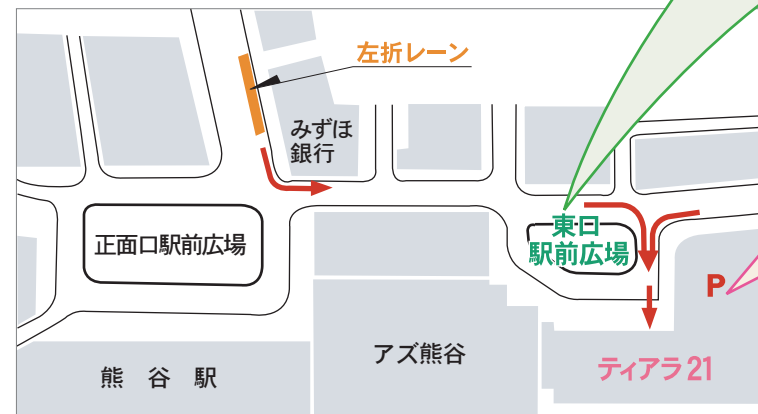 左折レーン
みずほ
銀行
正面口駅前広場
東口
駅前広場
P
アズ熊谷
ティアラ21
熊谷駅